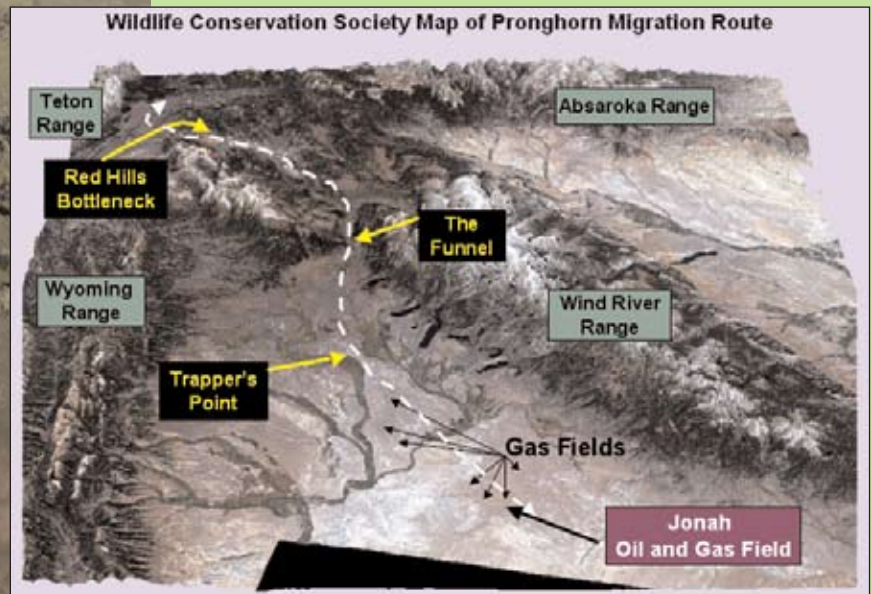 Wildlife Conservation Society Map of Pronghorn Migration Route
Teton
Range
Absaroka Range
Red Hills
Bottleneck
The
Funnel
Wyoming
Range
Wind River
Range
Trapper's
Point
Gas Fields
Jonah
Oil and Gas Field